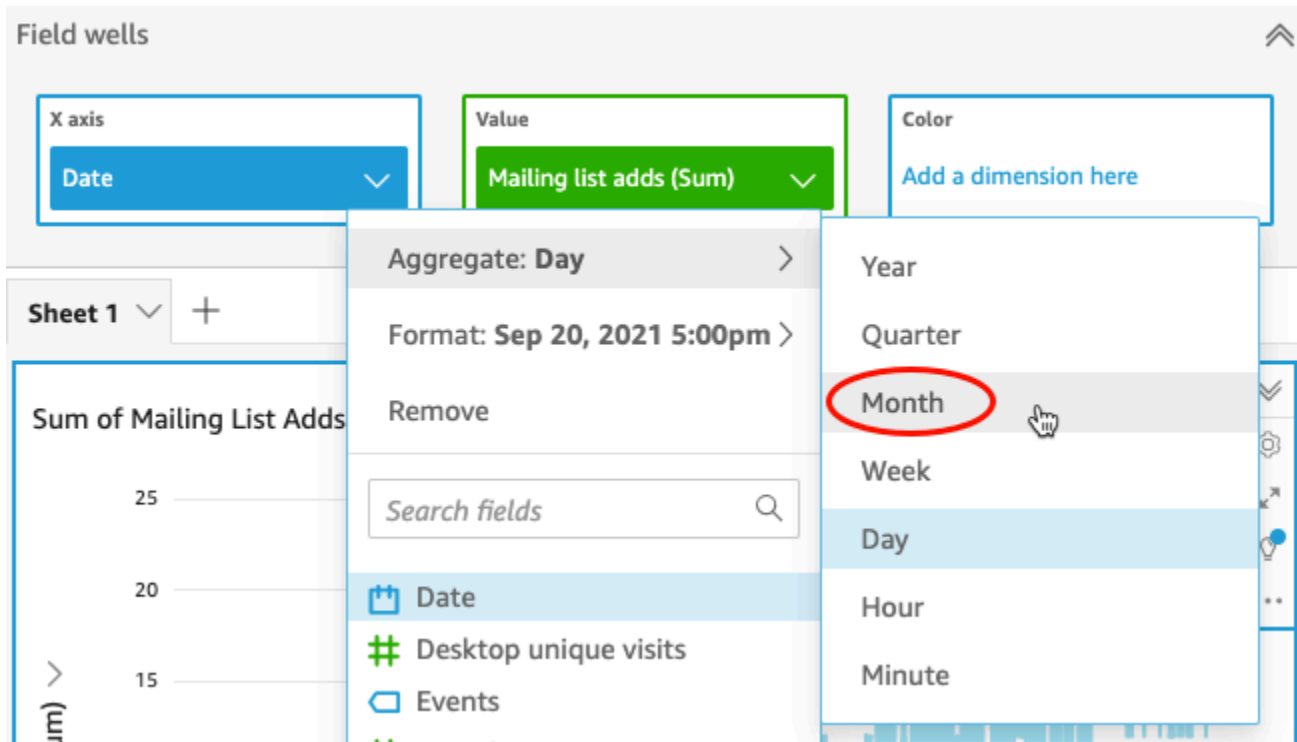 Field wells
X axis
Value
Color
Date
Mailing list adds (Sum)
Add a dimension here
Sheet 1
Sum of Mailing List Adds
25
20
15
um)
Aggregate: Day
Format: Sep 20, 2021 5:00pm
Remove
Search fields
Date
Desktop unique visits
Events
Year
Quarter
Month
Week
Day
Hour
Minute